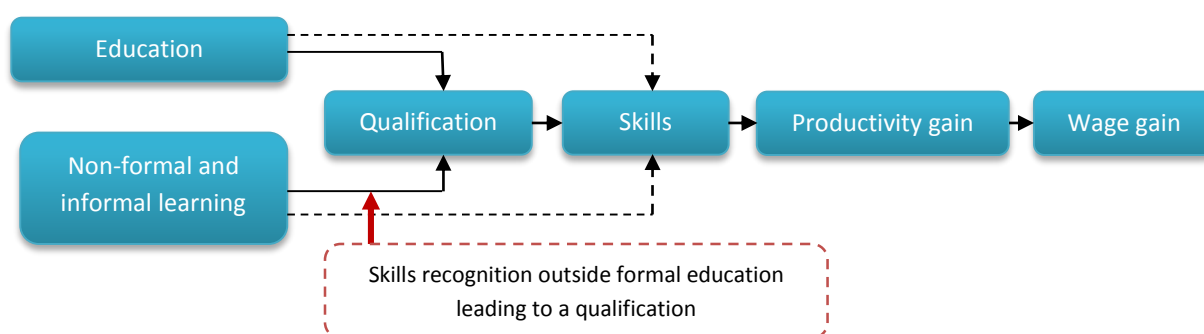 Education
Qualification
Skills
Productivity gain
Wage gain
Non-formal and
informal learning
Skills recognition outside formal education
leading to a qualification